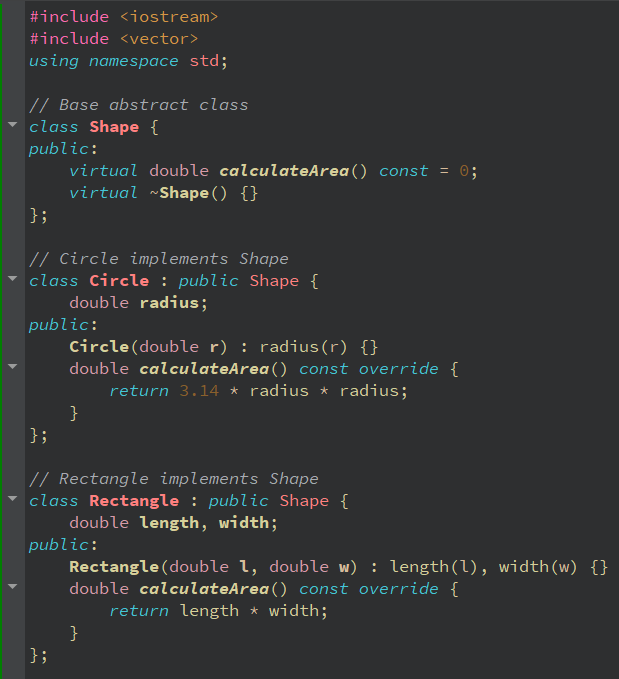 #include <iostream>
#include <vector>
using namespace std;

// Base abstract class
class Shape {
public:
    virtual double calculateArea() const = 0;
    virtual ~Shape() {}
};

// Circle implements Shape
class Circle : public Shape {
    double radius;
public:
    Circle(double r) : radius(r) {}
    double calculateArea() const override {
        return 3.14 * radius * radius;
    }
};

// Rectangle implements Shape
class Rectangle : public Shape {
    double length, width;
public:
    Rectangle(double l, double w) : length(l), width(w) {}
    double calculateArea() const override {
        return length * width;
    }
};